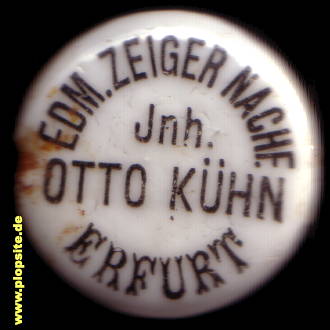 EDM. ZEIGER NACHF.
Jnh.
OTTO KÜHN
ERFURT
© www.plopsite.de